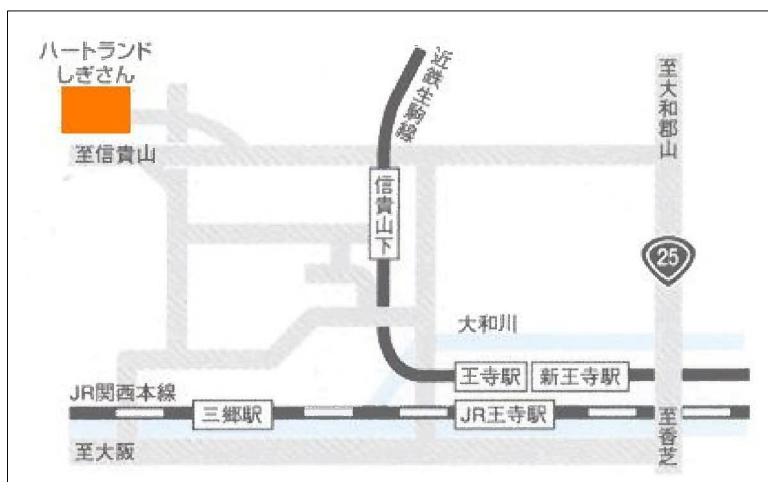 ハートランド
しぎさん
至信貴山
近鉄生駒線
至大和郡山
信貴山下
25
大和川
王寺駅
新王寺駅
JR関西本線
三郷駅
JR王寺駅
至香芝
至大阪